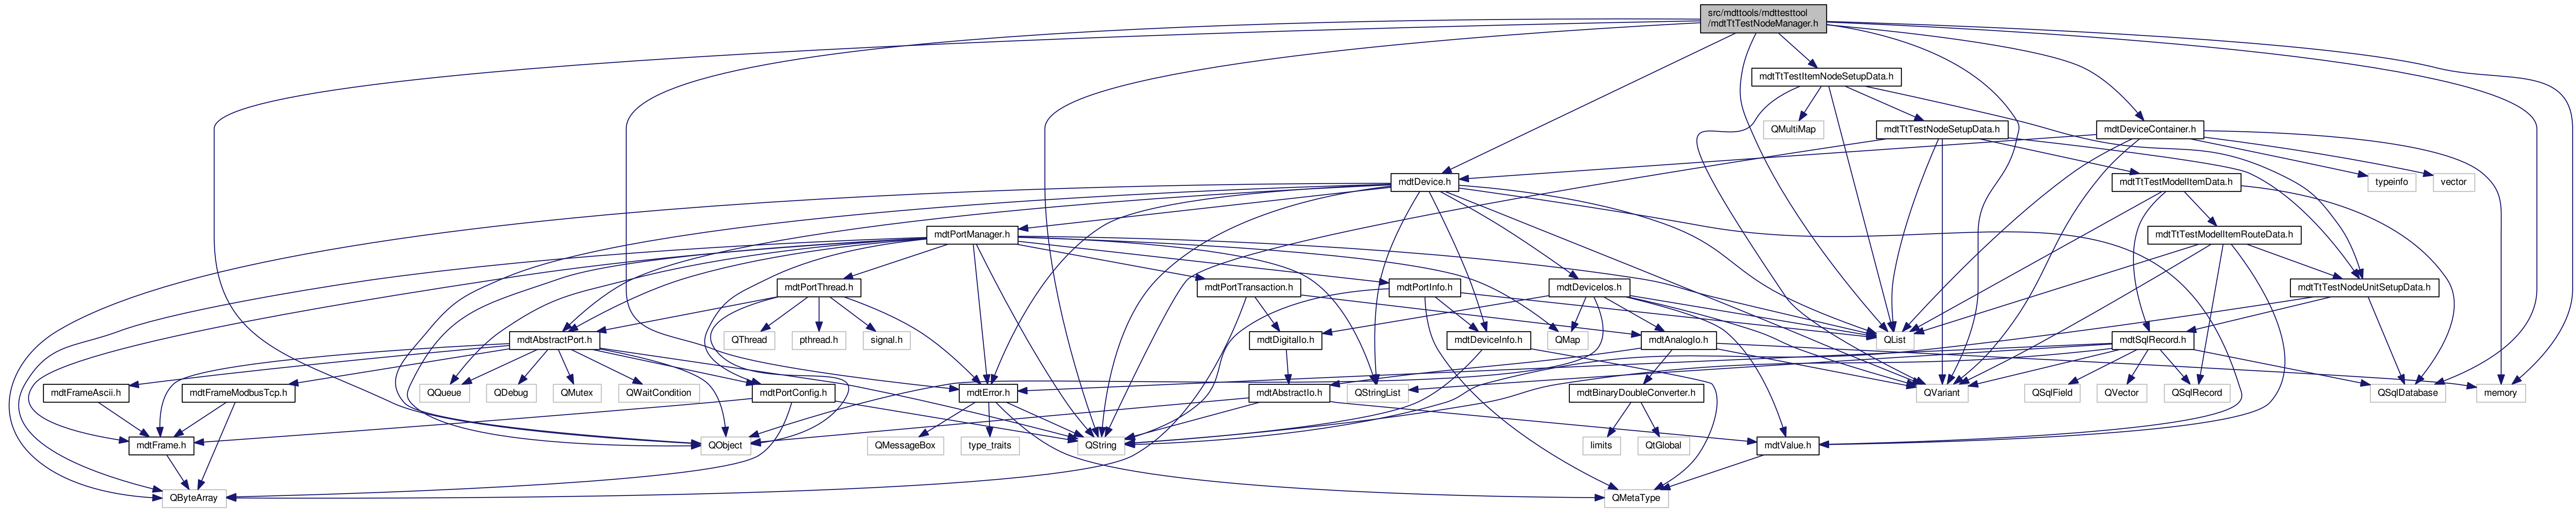 src/mdttools/mdttesttool
/mdtTtTestNodeManager.h
mdtTtTestItemNodeSetupData.h
QMultiMap
mdtTtTestNodeSetupData.h
mdtDeviceContainer.h
mdtDevice.h
mdtTtTestModelItemData.h
typeinfo
vector
mdtPortManager.h
mdtTtTestModelItemRouteData.h
mdtPortThread.h
mdtPortTransaction.h
mdtPortInfo.h
mdtDeviceIos.h
mdtTtTestNodeUnitSetupData.h
mdtAbstractPort.h
QThread
pthread.h
signal.h
mdtDigitalIo.h
mdtDeviceInfo.h
QMap
mdtAnalogIo.h
QList
mdtSqlRecord.h
mdtFrameAscii.h
mdtFrameModbusTcp.h
QQueue
QDebug
QMutex
QWaitCondition
mdtPortConfig.h
mdtError.h
mdtAbstractIo.h
QStringList
mdtBinaryDoubleConverter.h
QVariant
QSqlField
QVector
QSqlRecord
QSqlDatabase
memory
mdtFrame.h
QObject
QMessageBox
type_traits
QString
limits
QtGlobal
mdtValue.h
QByteArray
QMetaType